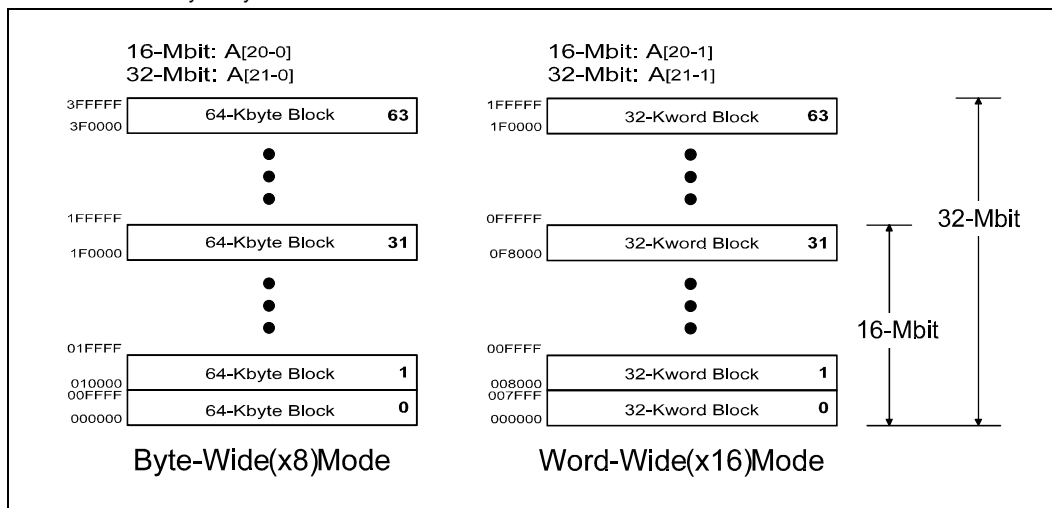 16-Mbit: A[20-0]
32-Mbit: A[21-0]
3FFFFF
3F0000
64-Kbyte Block 63
1FFFFF
1F0000
64-Kbyte Block 31
01FFFF
010000
64-Kbyte Block 1
00FFFF
000000
64-Kbyte Block 0
Byte-Wide(x8)Mode
16-Mbit: A[20-1]
32-Mbit: A[21-1]
1FFFFF
1F0000
32-Kword Block 63
0FFFFF
0F8000
32-Kword Block 31
00FFFF
008000
32-Kword Block 1
007FFF
000000
32-Kword Block 0
Word-Wide(x16)Mode
16-Mbit
32-Mbit